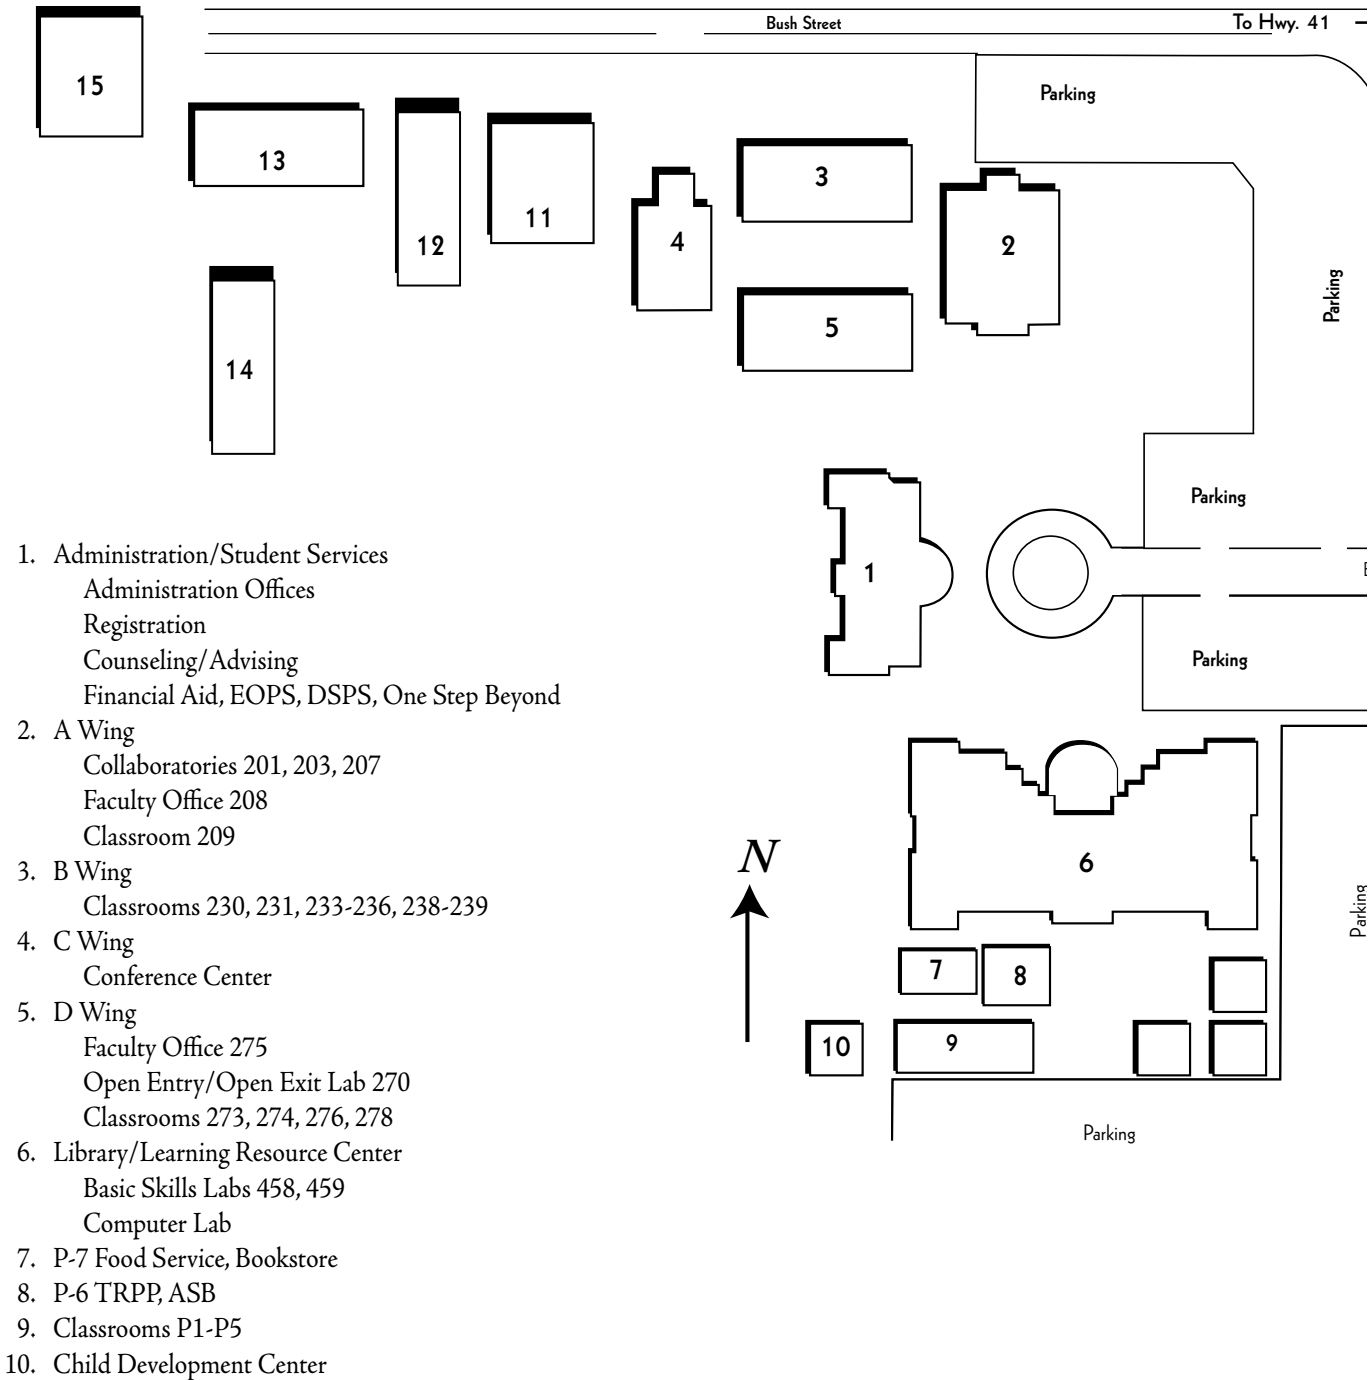 Bush Street
To Hwy. 41
15
Parking
13
3
11
4
12
2
Parking
5
14
Parking
1
Parking
N
6
Parking
7
8
10
9
Parking
1. Administration/Student Services
Administration Offices
Registration
Counseling/Advising
Financial Aid, EOPS, DSPS, One Step Beyond
2. A Wing
Collaboratories 201, 203, 207
Faculty Office 208
Classroom 209
3. B Wing
Classrooms 230, 231, 233-236, 238-239
4. C Wing
Conference Center
5. D Wing
Faculty Office 275
Open Entry/Open Exit Lab 270
Classrooms 273, 274, 276, 278
6. Library/Learning Resource Center
Basic Skills Labs 458, 459
Computer Lab
7. P-7 Food Service, Bookstore
8. P-6 TRPP, ASB
9. Classrooms P1-P5
10. Child Development Center